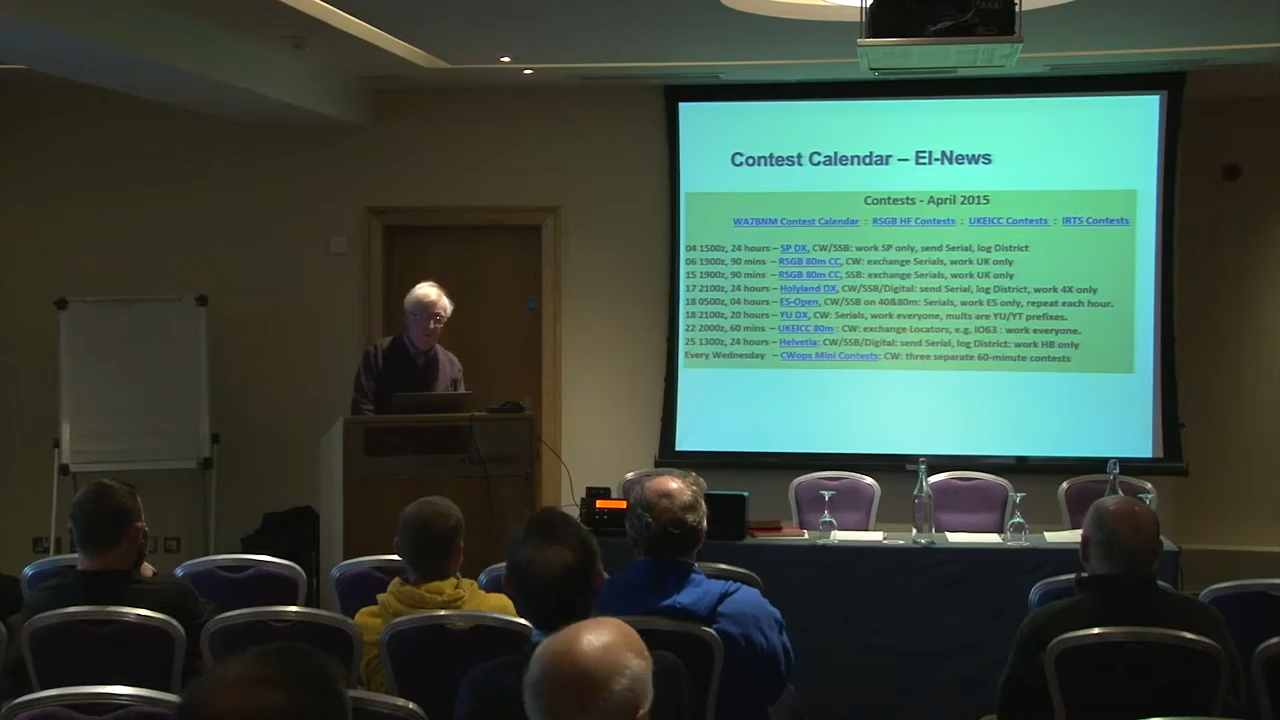 Contest Calendar – EI-News
Contests - April 2015
WA7BNM Contest Calendar : RSGB HF Contests : UKEICC Contests : IRTS Contests
04 1500z, 24 hours – SP DX, CW/SSB: work SP only, send Serial, log District
06 1900z, 90 mins – RSGB 80m CC, CW: exchange Serials, work UK only
15 1900z, 90 mins – RSGB 80m CC, SSB: exchange Serials, work UK only
17 2100z, 24 hours – Holyland DX, CW/SSB/Digital: send Serial, log District, work 4X only
18 0500z, 04 hours – ES-Open, CW/SSB on 40&80m: Serials, work ES only, repeat each hour.
18 2100z, 20 hours – YU DX, CW: Serials, work everyone, mults are YU/YT prefixes.
22 2000z, 60 mins – UKEICC 80m : CW: exchange Locators, e.g. IO63 : work everyone.
25 1300z, 24 hours – Helvetia: CW/SSB/Digital: send Serial, log District: work HB only
Every Wednesday – CWops Mini Contests: CW: three separate 60-minute contests